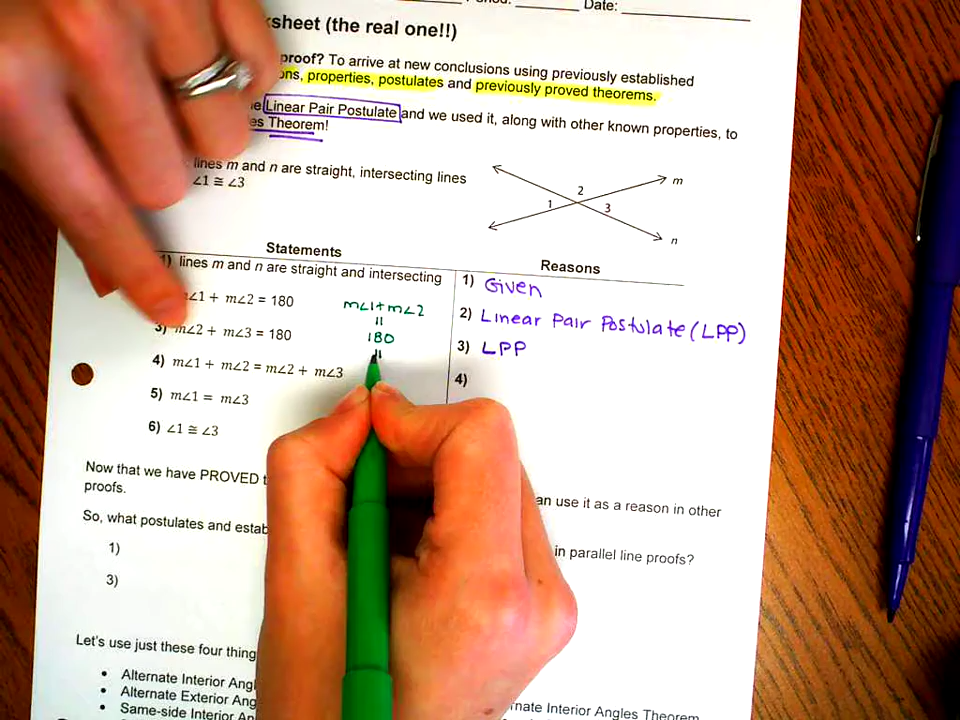 Date:
sheet (the real one!!)
proof? To arrive at new conclusions using previously established
ons, properties, postulates and previously proved theorems.
Linear Pair Postulate and we used it, along with other known properties, to
es Theorem!
lines m and n are straight, intersecting lines
∠1 ≅ ∠3
m
2
1
3
n
Statements
Reasons
1) lines m and n are straight and intersecting
1) Given
m∠1 + m∠2 = 180
m∠1+m∠2
2) Linear Pair Postulate (LPP)
=
3) m∠2 + m∠3 = 180
180
3) LPP
=
4) m∠1 + m∠2 = m∠2 + m∠3
4)
5) m∠1 = m∠3
6) ∠1 ≅ ∠3
Now that we have PROVED
an use it as a reason in other
proofs.
So, what postulates and estab
in parallel line proofs?
1)
3)
Let's use just these four thing
Alternate Interior Angl
Alternate Exterior Ang
Same-side Interior An
nate Interior Angles Theorem